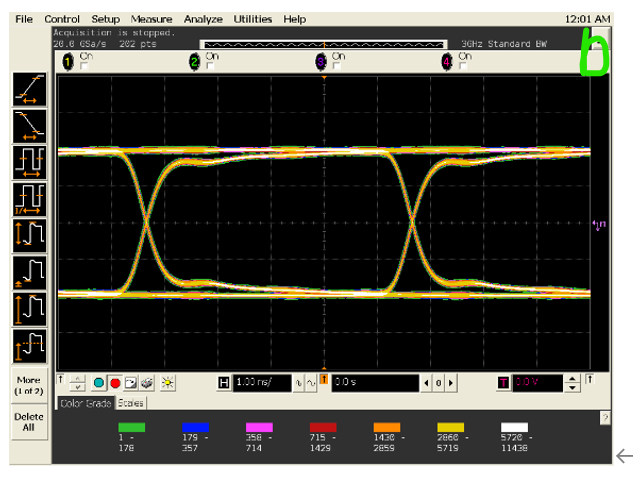 File Control Setup Measure Analyze Utilities Help 12:01 AM
Acquisition is stopped.
20.0 GSa/s 202 pts 3GHz Standard BW
1 On 2 On 3 On 4 On
b
More
(1 of 2)
Delete
All
H 1.00 ns/ 0.0 s 0 T 0.0 V
Color Grade Scales
?
1 - 179 - 358 - 715 - 1430 - 2860 - 5720 -
178 357 714 1429 2859 5719 11438